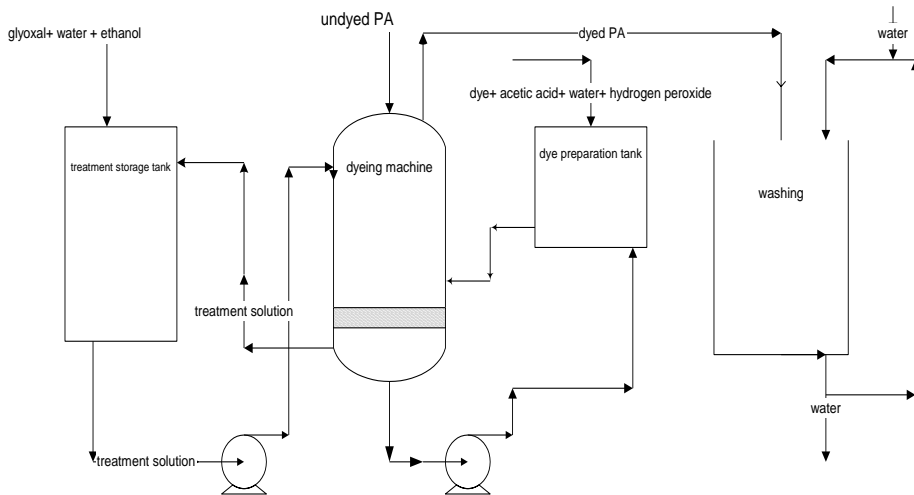 undyed PA
glyoxal+ water + ethanol
dyed PA
water
dye+ acetic acid+ water+ hydrogen peroxide
treatment storage tank
dyeing machine
dye preparation tank
washing
treatment solution
water
treatment solution